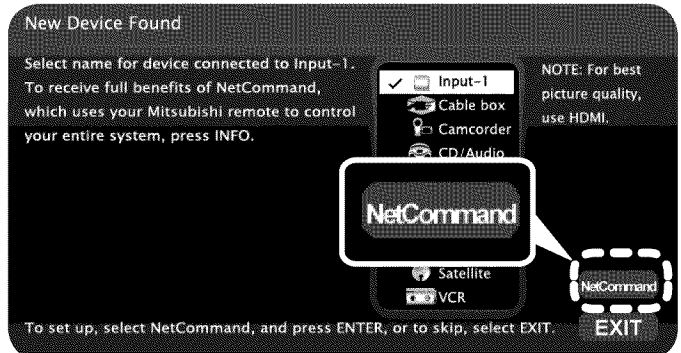 New Device Found
Select name for device connected to Input-1.
To receive full benefits of NetCommand,
which uses your Mitsubishi remote to control
your entire system, press INFO.
Input-1
Cable box
Camcorder
CD/Audio
NetCommand
Satellite
VCR
NOTE: For best
picture quality,
use HDMI.
NetCommand
To set up, select NetCommand, and press ENTER, or to skip, select EXIT.
EXIT